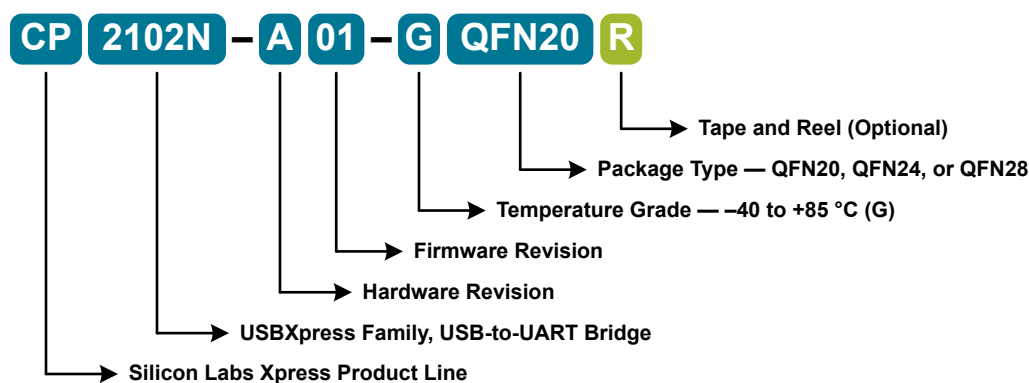 CP 2102N – A 01 – G QFN20 R
Tape and Reel (Optional)
Package Type — QFN20, QFN24, or QFN28
Temperature Grade — –40 to +85 °C (G)
Firmware Revision
Hardware Revision
USBXpress Family, USB-to-UART Bridge
Silicon Labs Xpress Product Line